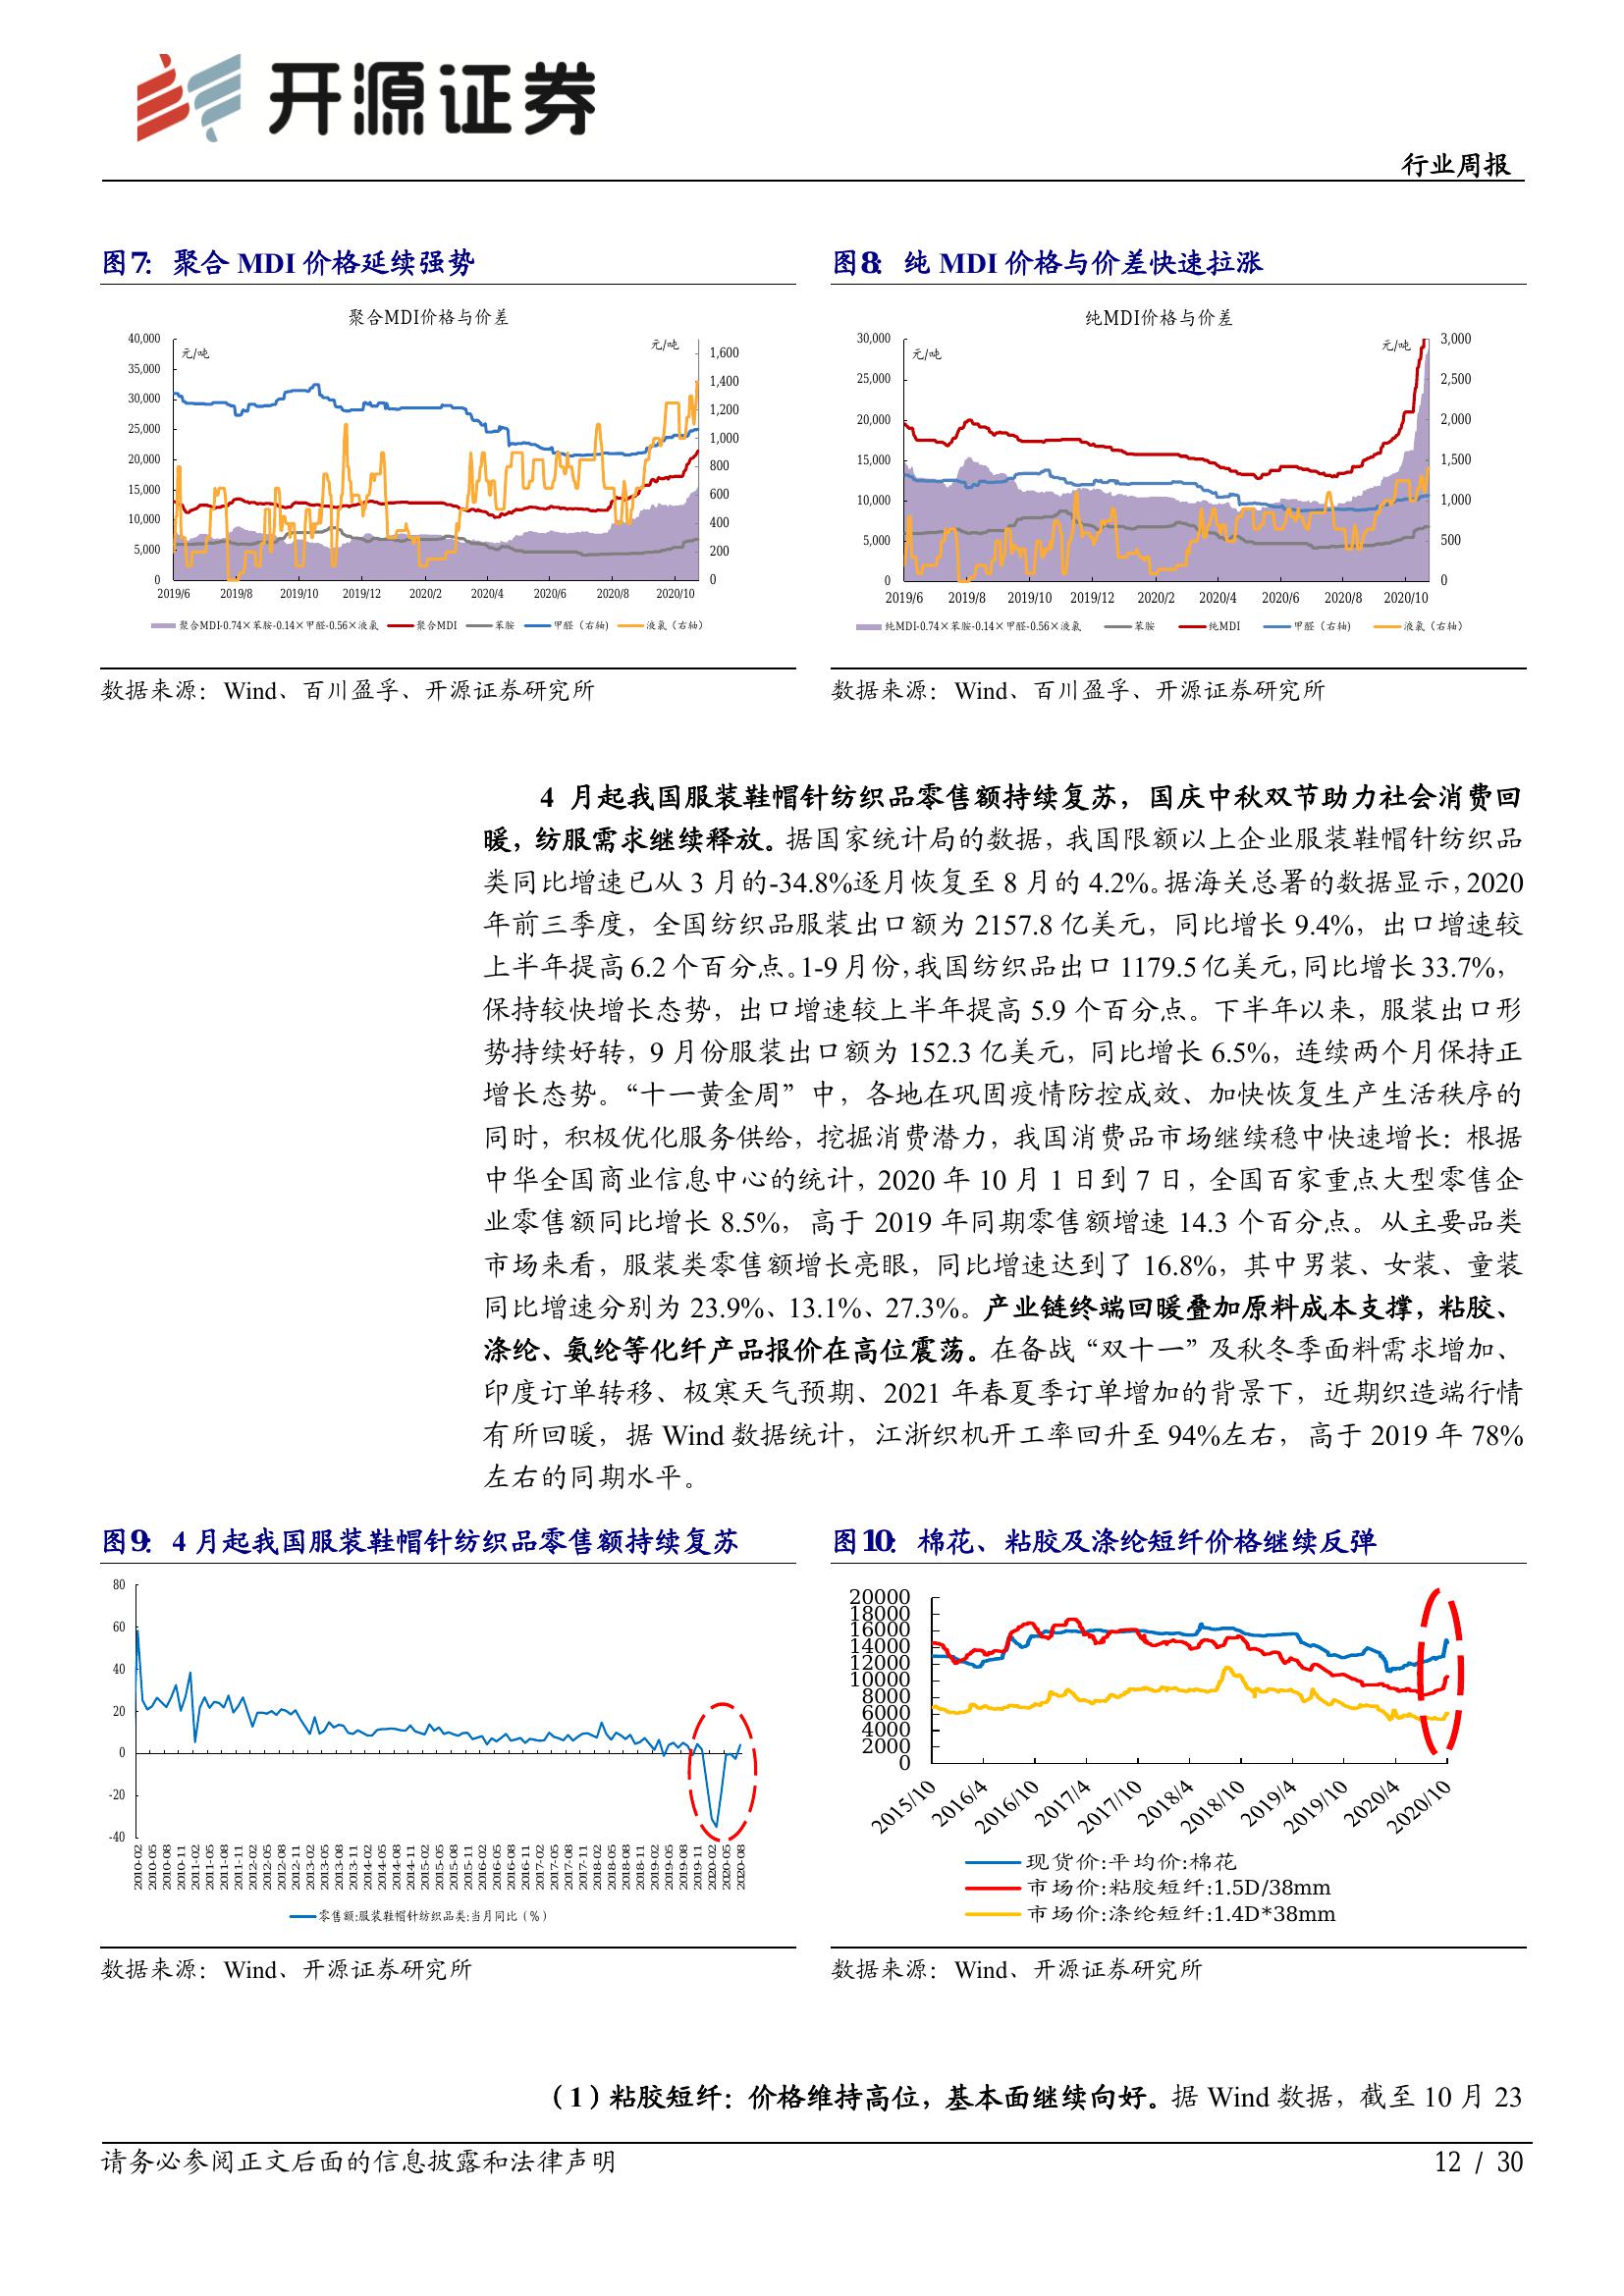 开源证券
行业周报
图7： 聚合 MDI 价格延续强势
图8： 纯 MDI 价格与价差快速拉涨
聚合MDI价格与价差
元/吨
元/吨
40,000
35,000
30,000
25,000
20,000
15,000
10,000
5,000
0
1,600
1,400
1,200
1,000
800
600
400
200
0
2019/6 2019/8 2019/10 2019/12 2020/2 2020/4 2020/6 2020/8 2020/10
聚合MDI-0.74×苯胺-0.14×甲醛-0.56×液氯 聚合MDI 苯胺 甲醛（右轴） 液氯（右轴）
纯MDI价格与价差
元/吨
元/吨
30,000
25,000
20,000
15,000
10,000
5,000
0
3,000
2,500
2,000
1,500
1,000
500
0
2019/6 2019/8 2019/10 2019/12 2020/2 2020/4 2020/6 2020/8 2020/10
纯MDI-0.74×苯胺-0.14×甲醛-0.56×液氯 苯胺 纯MDI 甲醛（右轴） 液氯（右轴）
数据来源：Wind、百川盈孚、开源证券研究所
数据来源：Wind、百川盈孚、开源证券研究所
4 月起我国服装鞋帽针纺织品零售额持续复苏，国庆中秋双节助力社会消费回
暖，纺服需求继续释放。据国家统计局的数据，我国限额以上企业服装鞋帽针纺织品
类同比增速已从 3 月的-34.8%逐月恢复至 8 月的 4.2%。据海关总署的数据显示，2020
年前三季度，全国纺织品服装出口额为 2157.8 亿美元，同比增长 9.4%，出口增速较
上半年提高 6.2 个百分点。1-9 月份，我国纺织品出口 1179.5 亿美元，同比增长 33.7%，
保持较快增长态势，出口增速较上半年提高 5.9 个百分点。下半年以来，服装出口形
势持续好转，9 月份服装出口额为 152.3 亿美元，同比增长 6.5%，连续两个月保持正
增长态势。“十一黄金周”中，各地在巩固疫情防控成效、加快恢复生产生活秩序的
同时，积极优化服务供给，挖掘消费潜力，我国消费品市场继续稳中快速增长：根据
中华全国商业信息中心的统计，2020 年 10 月 1 日到 7 日，全国百家重点大型零售企
业零售额同比增长 8.5%，高于 2019 年同期零售额增速 14.3 个百分点。从主要品类
市场来看，服装类零售额增长亮眼，同比增速达到了 16.8%，其中男装、女装、童装
同比增速分别为 23.9%、13.1%、27.3%。产业链终端回暖叠加原料成本支撑，粘胶、
涤纶、氨纶等化纤产品报价在高位震荡。在备战“双十一”及秋冬季面料需求增加、
印度订单转移、极寒天气预期、2021 年春夏季订单增加的背景下，近期织造端行情
有所回暖，据 Wind 数据统计，江浙织机开工率回升至 94%左右，高于 2019 年 78%
左右的同期水平。
图9： 4 月起我国服装鞋帽针纺织品零售额持续复苏
图10： 棉花、粘胶及涤纶短纤价格继续反弹
80
60
40
20
0
-20
-40
2010-02 2010-05 2010-08 2010-11 2011-02 2011-05 2011-08 2011-11 2012-02 2012-05 2012-08 2012-11 2013-02 2013-05 2013-08 2013-11 2014-02 2014-05 2014-08 2014-11 2015-02 2015-05 2015-08 2015-11 2016-02 2016-05 2016-08 2016-11 2017-02 2017-05 2017-08 2017-11 2018-02 2018-05 2018-08 2018-11 2019-02 2019-05 2019-08 2019-11 2020-02 2020-05 2020-08
零售额:服装鞋帽针纺织品类:当月同比（%）
20000
18000
16000
14000
12000
10000
8000
6000
4000
2000
0
2015/10 2016/4 2016/10 2017/4 2017/10 2018/4 2018/10 2019/4 2019/10 2020/4 2020/10
现货价:平均价:棉花
市场价:粘胶短纤:1.5D/38mm
市场价:涤纶短纤:1.4D*38mm
数据来源：Wind、开源证券研究所
数据来源：Wind、开源证券研究所
（1）粘胶短纤：价格维持高位，基本面继续向好。据 Wind 数据，截至 10 月 23
请务必参阅正文后面的信息披露和法律声明
12 / 30